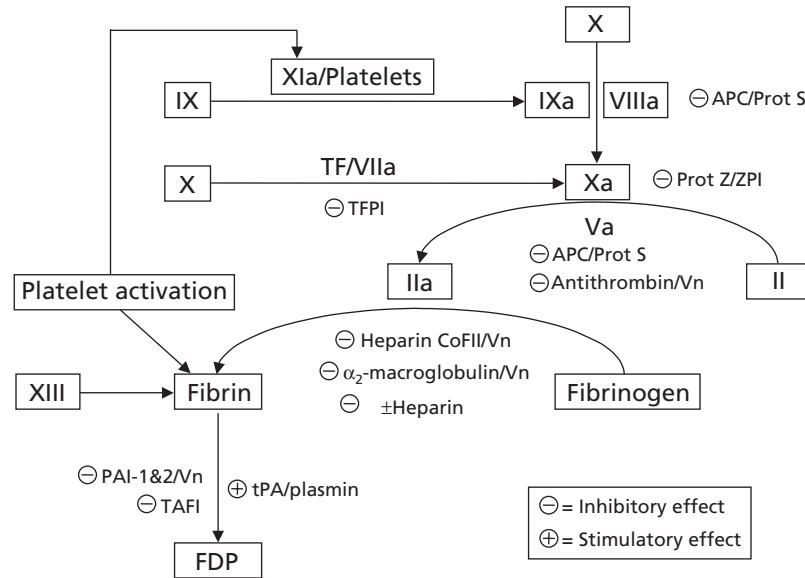 X
XIa/Platelets
IX
IXa
VIIIa
⊖ APC/Prot S
X
TF/VIIa
Xa
⊖ Prot Z/ZPI
⊖ TFPI
Va
⊖ APC/Prot S
⊖ Antithrombin/Vn
Platelet activation
IIa
II
⊖ Heparin CoFII/Vn
⊖ α₂-macroglobulin/Vn
⊖ ±Heparin
XIII
Fibrin
Fibrinogen
⊖ PAI-1&2/Vn
⊕ tPA/plasmin
⊖ TAFI
⊖ = Inhibitory effect
⊕ = Stimulatory effect
FDP